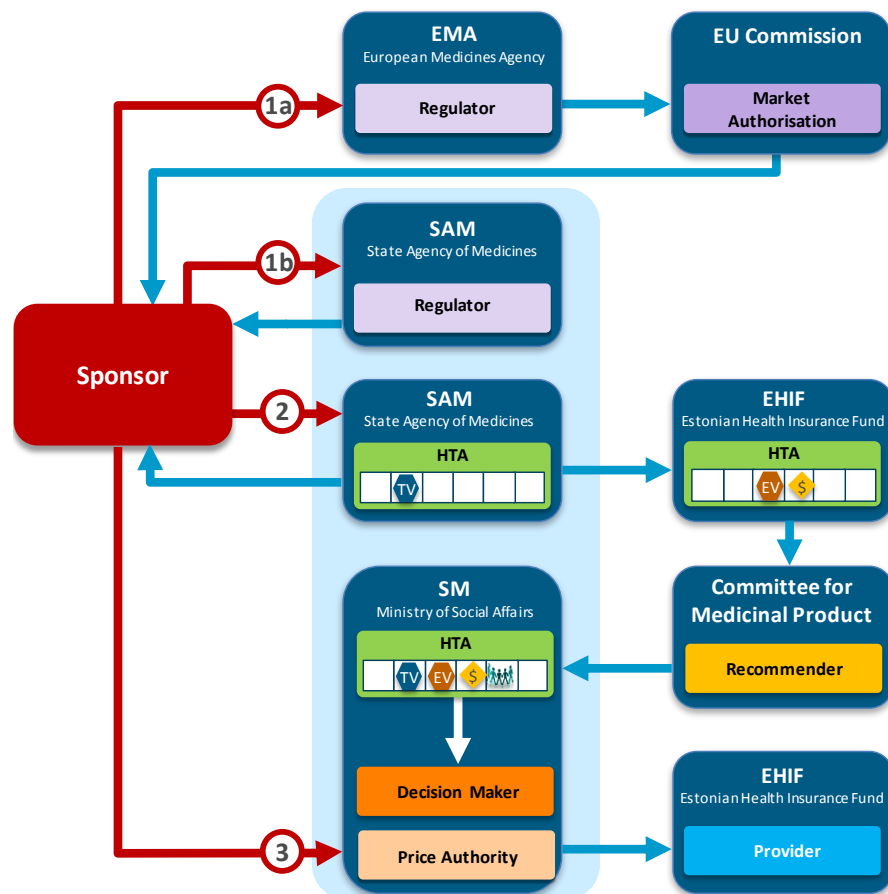 EMA
European Medicines Agency
Regulator
EU Commission
Market
Authorisation
1a
SAM
State Agency of Medicines
Regulator
1b
Sponsor
2
SAM
State Agency of Medicines
HTA
TV
EHIF
Estonian Health Insurance Fund
HTA
EV
$
SM
Ministry of Social Affairs
HTA
TV
EV
$
Decision Maker
Price Authority
Committee for
Medicinal Product
Recommender
3
EHIF
Estonian Health Insurance Fund
Provider